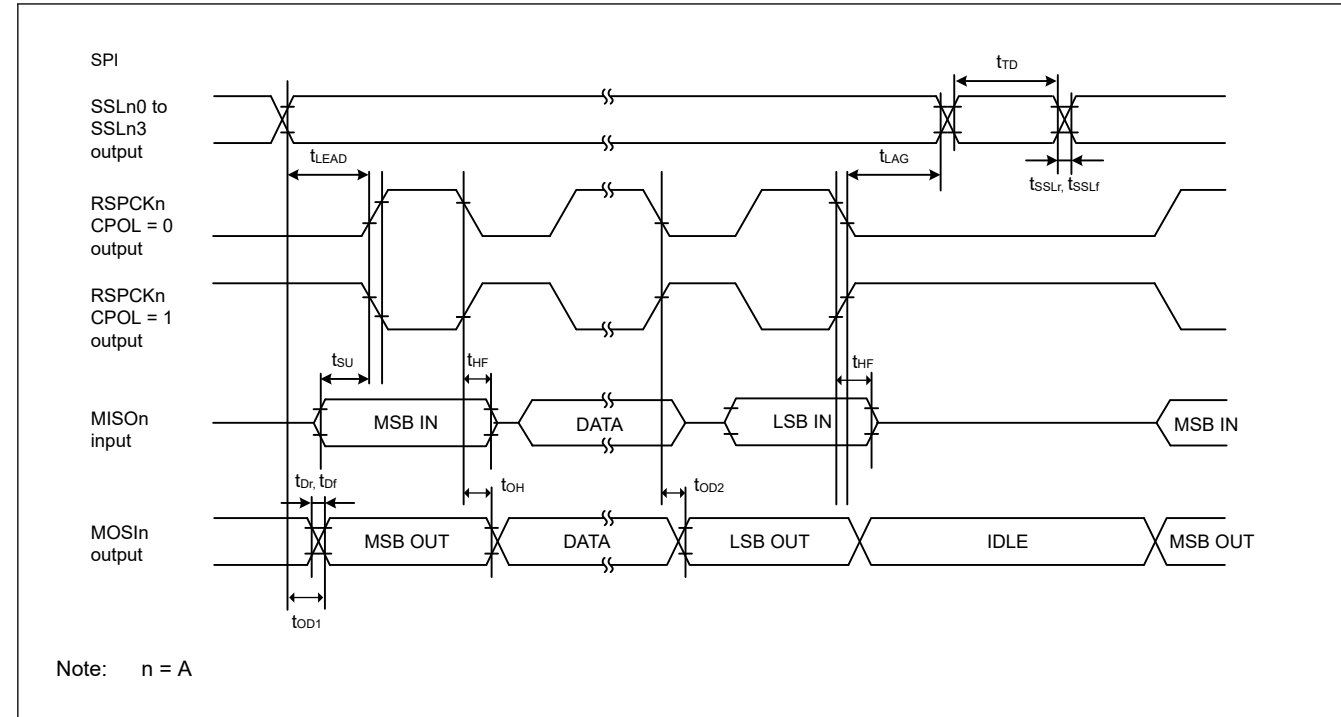 SPI
tTD
SSLn0 to
SSLn3
output
tLEAD
tLAG
tSSLr, tSSLf
RSPCKn
CPOL = 0
output
RSPCKn
CPOL = 1
output
tSU
tHF
tHF
MISOn
input
MSB IN
DATA
LSB IN
MSB IN
tDr, tDf
tOH
tOD2
MOSIn
output
MSB OUT
DATA
LSB OUT
IDLE
MSB OUT
tOD1
Note: n = A